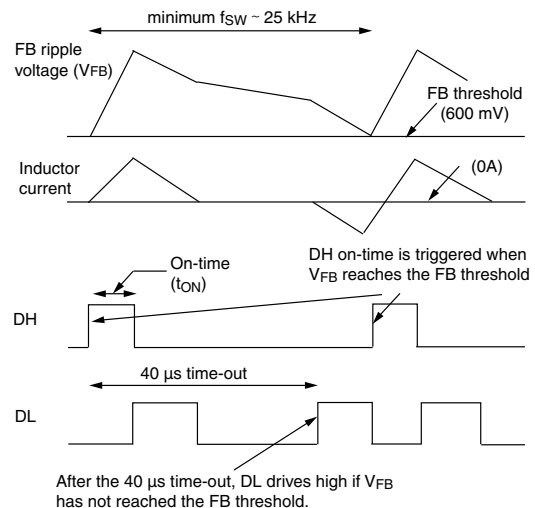 minimum fSW ~ 25 kHz
FB ripple
voltage (VFB)
FB threshold
(600 mV)
Inductor
current
(0A)
DH on-time is triggered when
VFB reaches the FB threshold
On-time
(tON)
DH
40 µs time-out
DL
After the 40 µs time-out, DL drives high if VFB
has not reached the FB threshold.